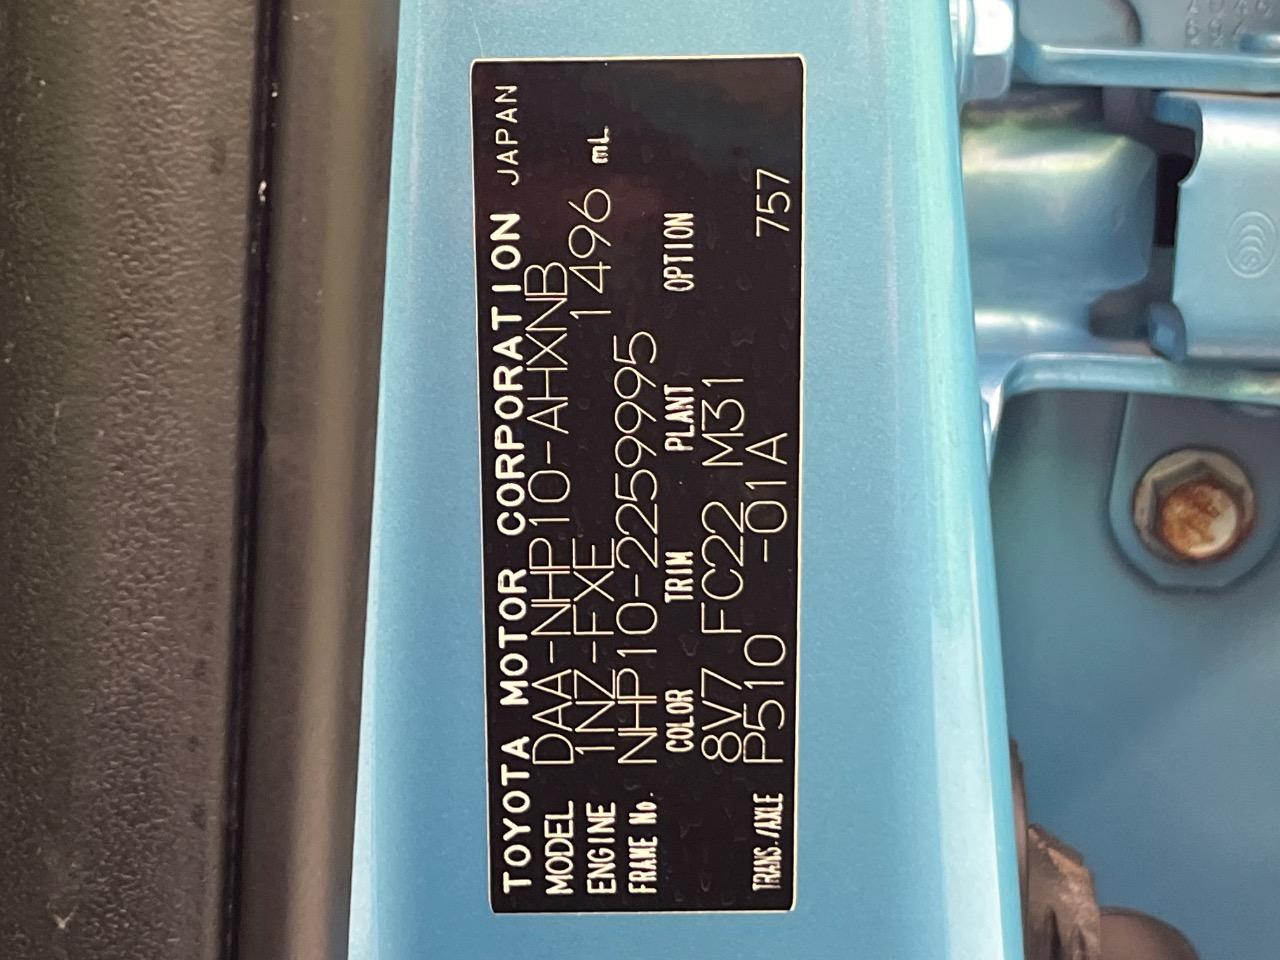 TOYOTA MOTOR CORPORATION JAPAN
MODEL DAA-NHP10-AHXNB
ENGINE 1NZ-FXE 1496 mL
FRAME No. NHP10-2259995
COLOR TRIM PLANT OPTION
8V7 FC22 M31
TRANS./AXLE P510 -01A 757